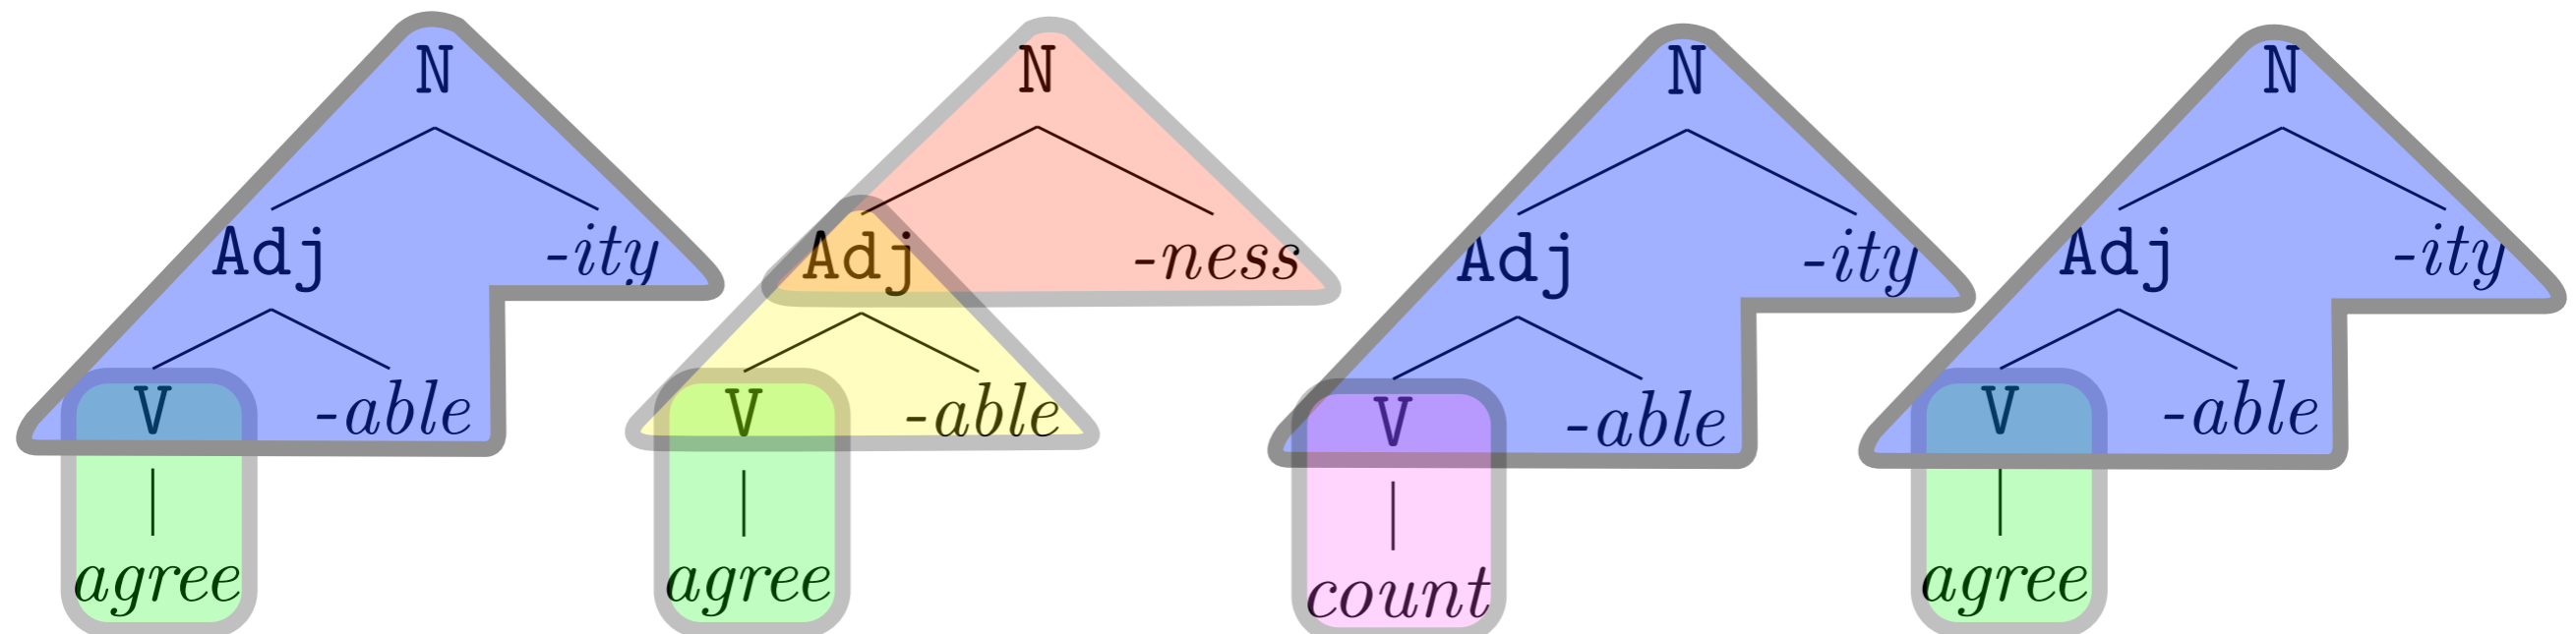 N N N N
Adj -ity Adj -ness Adj -ity Adj -ity
V -able V -able V -able V -able
agree agree count agree